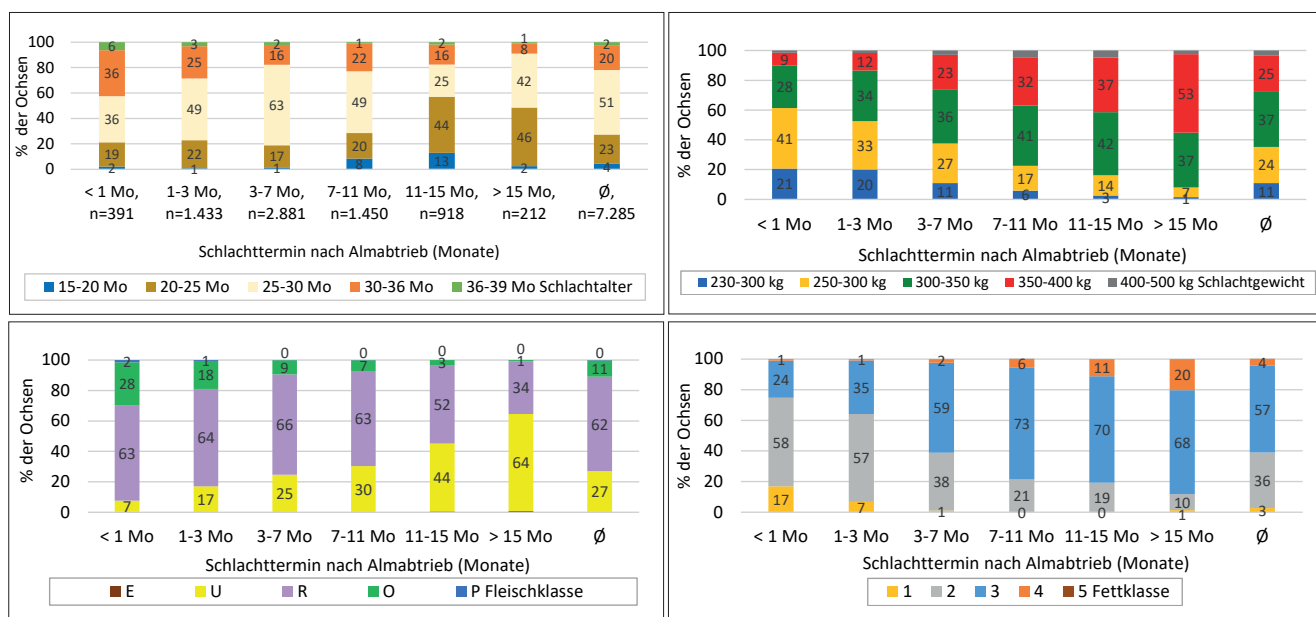 % der Ochsen
100
80
60
40
20
0
6 3 2 1 2 1 2
36 25 16 22 16 8 20
36 49 63 49 25 42 51
19 22 17 20 44 46 23
2 1 1 8 13 2 4
< 1 Mo, 1-3 Mo, 3-7 Mo, 7-11 Mo, 11-15 Mo, > 15 Mo, Ø,
n=391 n=1.433 n=2.881 n=1.450 n=918 n=212 n=7.285
Schlachttermin nach Almabtrieb (Monate)
15-20 Mo 20-25 Mo 25-30 Mo 30-36 Mo 36-39 Mo Schlachtalter
% der Ochsen
100
80
60
40
20
0
9 12 23 32 37 53 25
28 34 36 41 42 37 37
41 33 27 17 14 7 24
21 20 11 6 3 1 11
< 1 Mo 1-3 Mo 3-7 Mo 7-11 Mo 11-15 Mo > 15 Mo Ø
Schlachttermin nach Almabtrieb (Monate)
230-300 kg 250-300 kg 300-350 kg 350-400 kg 400-500 kg Schlachtgewicht
% der Ochsen
100
80
60
40
20
0
2 1 0 0 0 0 0
28 18 9 7 3 1 11
63 64 66 63 52 34 62
7 17 25 30 44 64 27
< 1 Mo 1-3 Mo 3-7 Mo 7-11 Mo 11-15 Mo > 15 Mo Ø
Schlachttermin nach Almabtrieb (Monate)
E U R O P Fleischklasse
% der Ochsen
100
80
60
40
20
0
1 1 2 6 11 20 4
24 35 59 73 70 68 57
58 57 38 21 19 10 36
17 7 1 0 0 1 3
< 1 Mo 1-3 Mo 3-7 Mo 7-11 Mo 11-15 Mo > 15 Mo Ø
Schlachttermin nach Almabtrieb (Monate)
1 2 3 4 5 Fettklasse